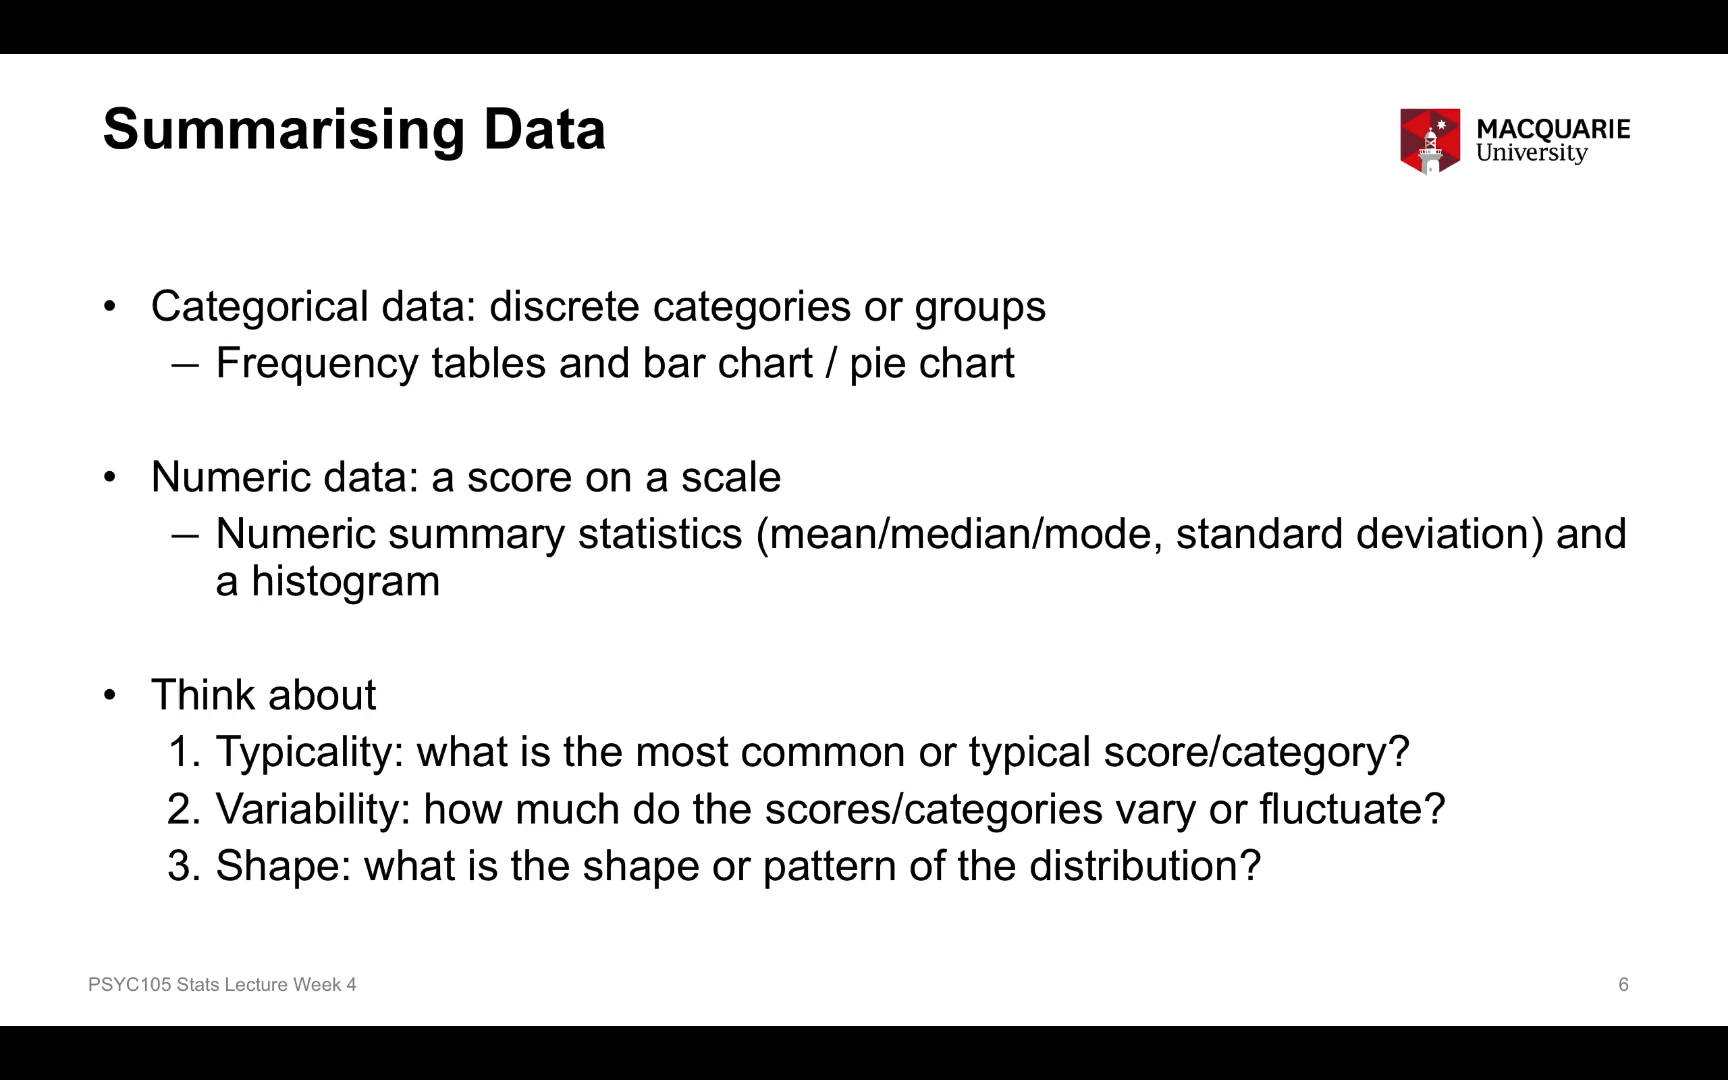 Summarising Data
MACQUARIE
University
• Categorical data: discrete categories or groups
– Frequency tables and bar chart / pie chart
• Numeric data: a score on a scale
– Numeric summary statistics (mean/median/mode, standard deviation) and
a histogram
• Think about
1. Typicality: what is the most common or typical score/category?
2. Variability: how much do the scores/categories vary or fluctuate?
3. Shape: what is the shape or pattern of the distribution?
PSYC105 Stats Lecture Week 4
6